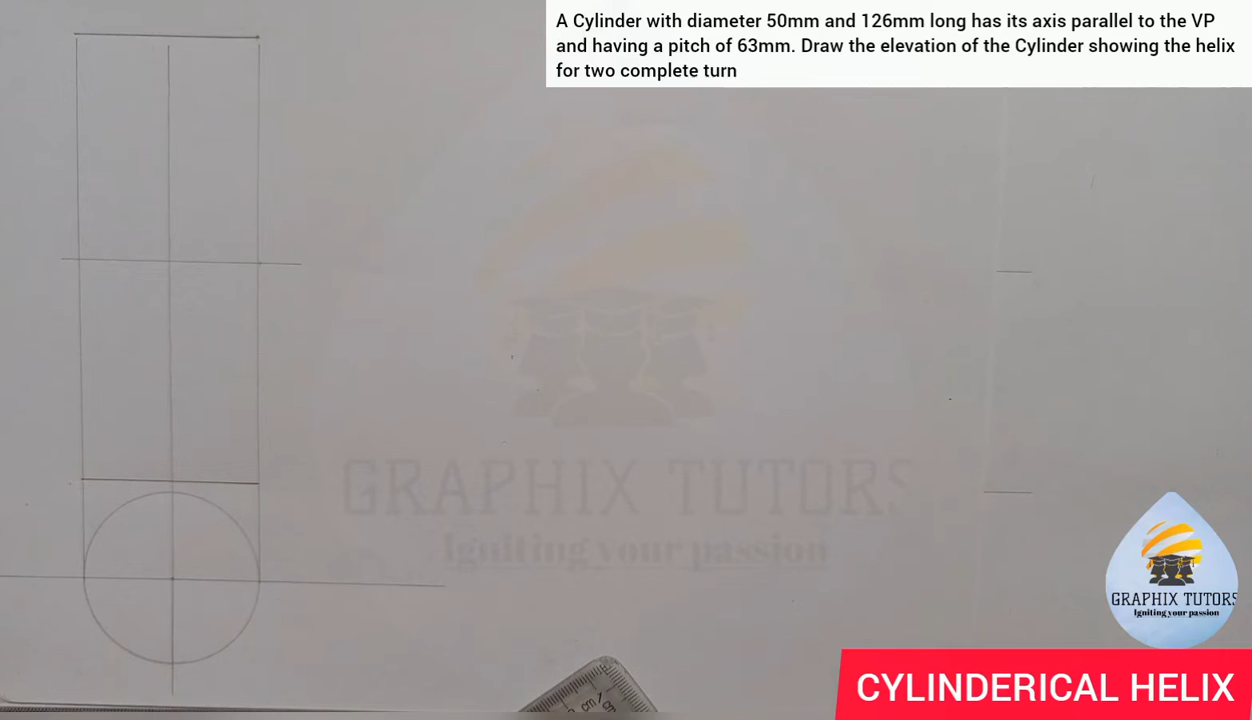 A Cylinder with diameter 50mm and 126mm long has its axis parallel to the VP
and having a pitch of 63mm. Draw the elevation of the Cylinder showing the helix
for two complete turn
GRAPHIX TUTORS
Igniting your passion
GRAPHIX TUTORS
Igniting your passion
CYLINDERICAL HELIX
cm/
cm